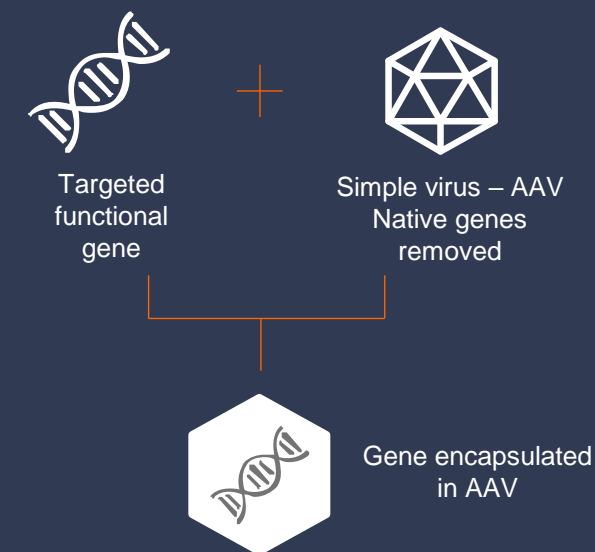 Targeted
functional
gene
Simple virus – AAV
Native genes
removed
Gene encapsulated
in AAV